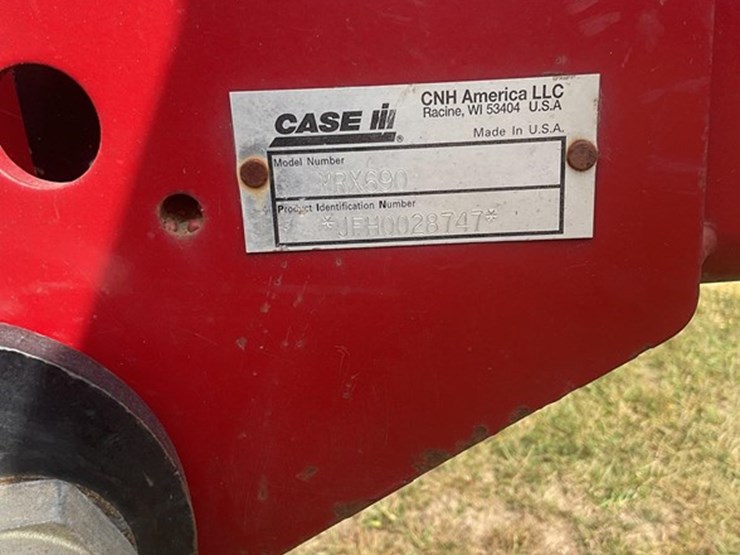 CASE IH
CNH America LLC
Racine, WI 53404 U.S.A
Made In U.S.A.
Model Number
MRX690
Product Identification Number
*JFH0028747*